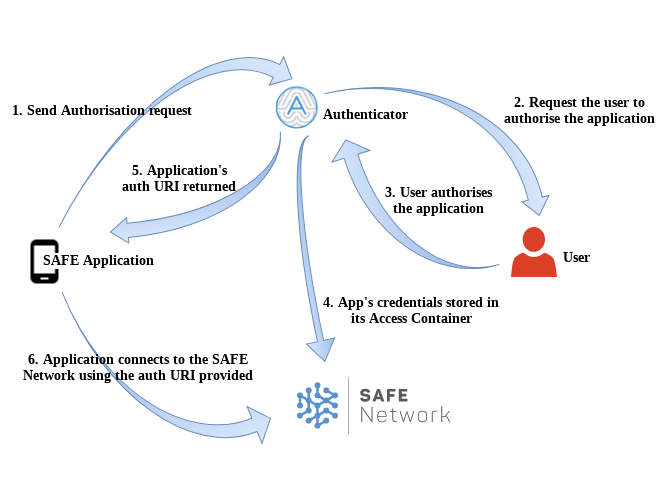 1. Send Authorisation request
Authenticator
2. Request the user to
authorise the application
5. Application's
auth URI returned
3. User authorises
the application
SAFE Application
User
4. App's credentials stored in
its Access Container
6. Application connects to the SAFE
Network using the auth URI provided
SAFE
Network